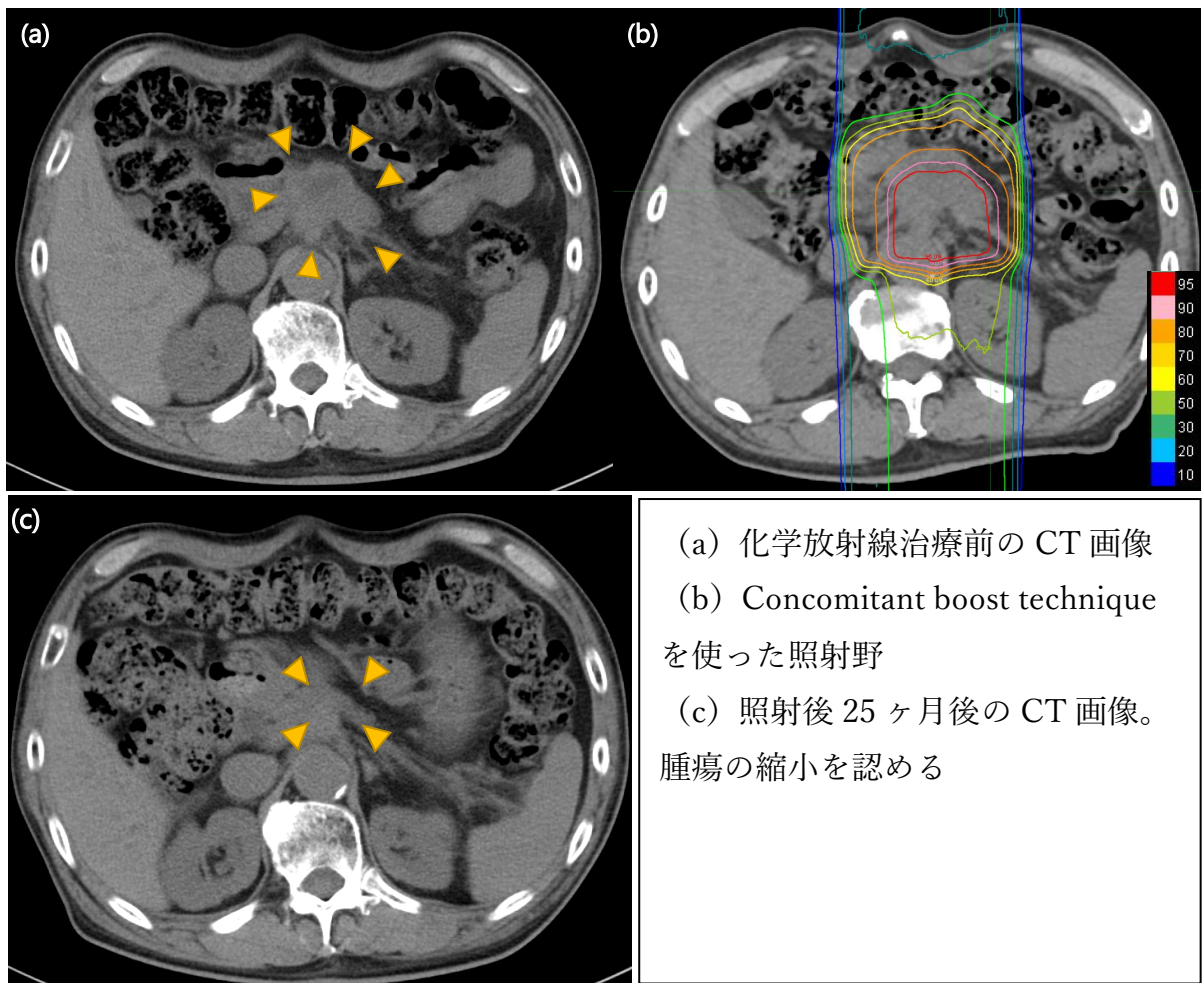 (a)
(b)
95
90
80
70
60
50
30
20
10
(c)
（a）化学放射線治療前の CT 画像
（b）Concomitant boost technique
を使った照射野
（c）照射後 25 ヶ月後の CT 画像。
腫瘍の縮小を認める